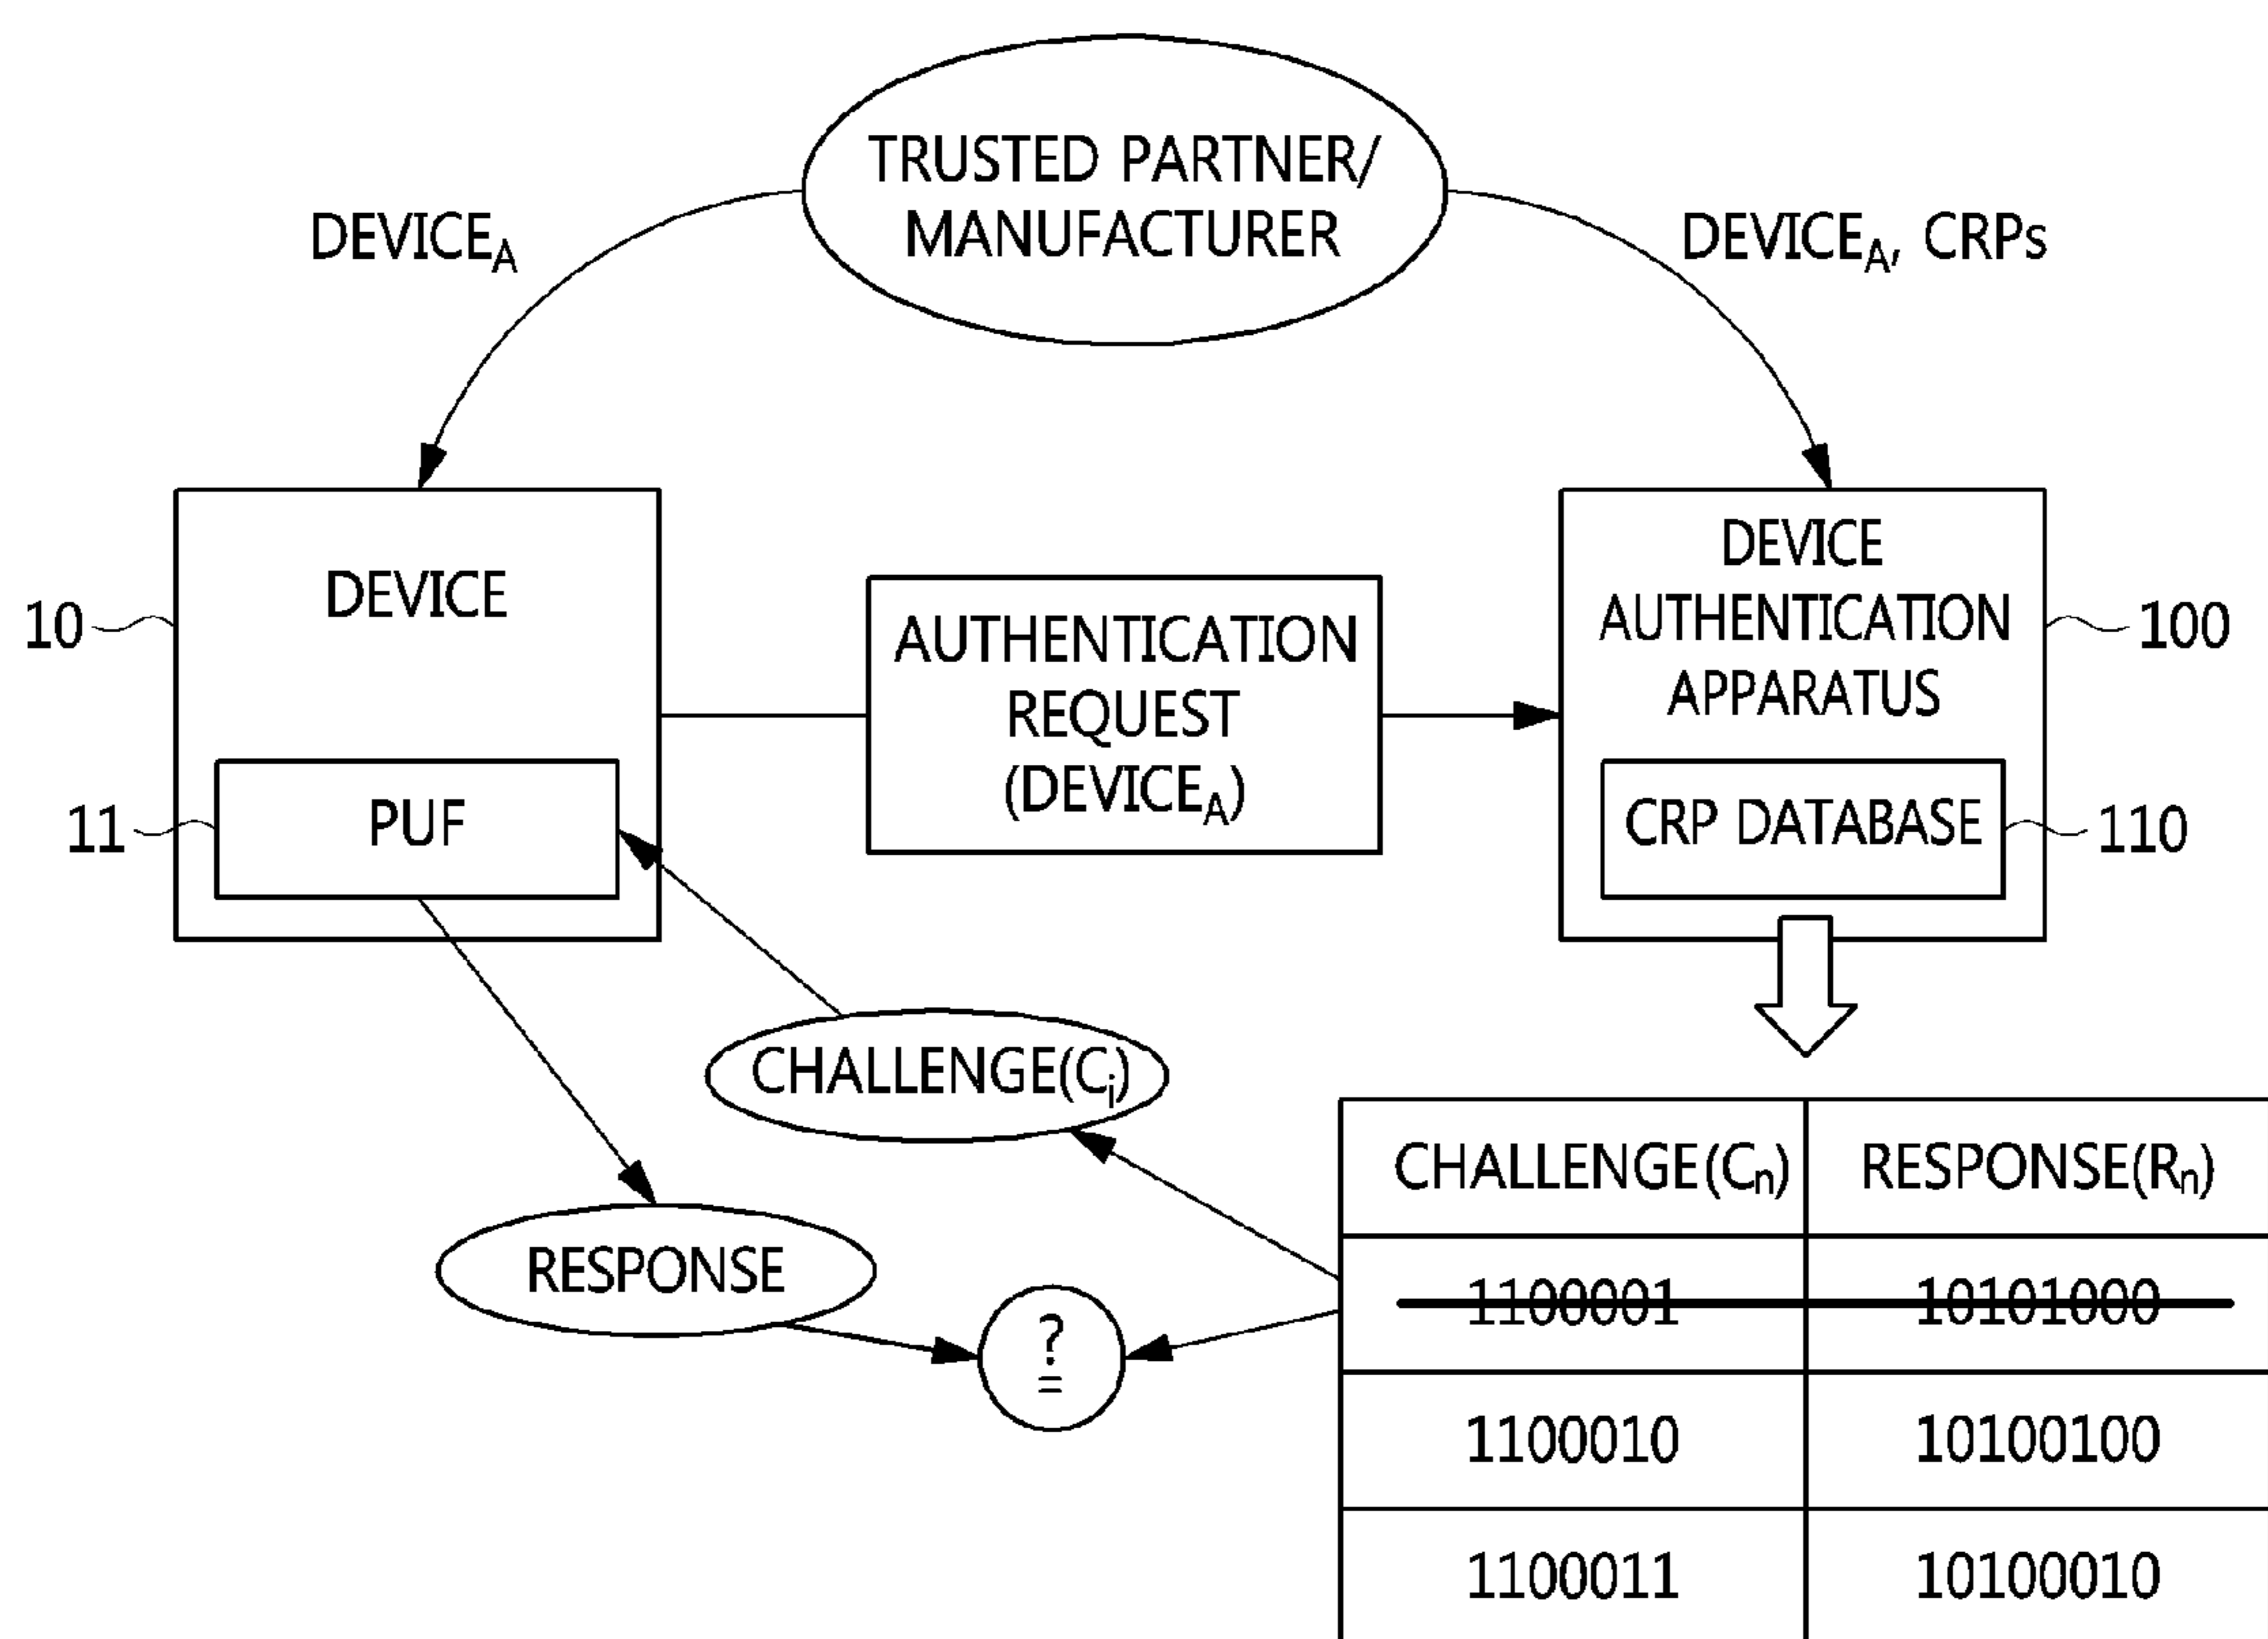 TRUSTED PARTNER/
MANUFACTURER
DEVICEA
DEVICEA, CRPs
DEVICE
10
PUF
11
AUTHENTICATION
REQUEST
(DEVICEA)
DEVICE
AUTHENTICATION
APPARATUS
100
CRP DATABASE
110
CHALLENGE(Ci)
RESPONSE
?
=
CHALLENGE(Cn) RESPONSE(Rn)
1100001 10101000
1100010 10100100
1100011 10100010